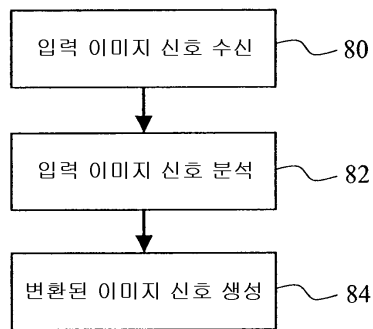 입력 이미지 신호 수신 80
입력 이미지 신호 분석 82
변환된 이미지 신호 생성 84